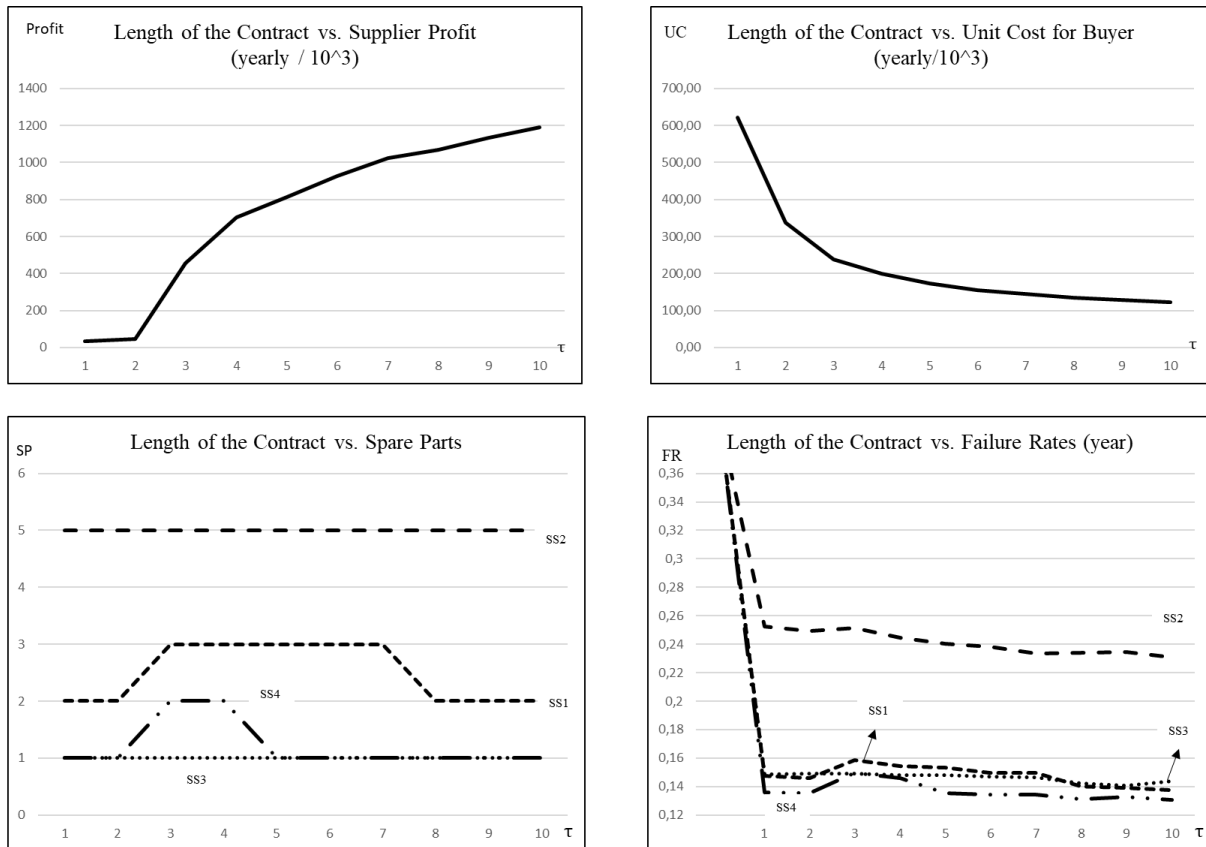 Profit
Length of the Contract vs. Supplier Profit
(yearly / 10^3)
1400
1200
1000
800
600
400
200
0
1 2 3 4 5 6 7 8 9 10
τ
UC
Length of the Contract vs. Unit Cost for Buyer
(yearly/10^3)
700,00
600,00
500,00
400,00
300,00
200,00
100,00
0,00
1 2 3 4 5 6 7 8 9 10
τ
SP
Length of the Contract vs. Spare Parts
6
5
4
3
2
1
0
SS2
SS4
SS1
SS3
1 2 3 4 5 6 7 8 9 10 τ
Length of the Contract vs. Failure Rates (year)
FR
0,36
0,34
0,32
0,3
0,28
0,26
0,24
0,22
0,2
0,18
0,16
0,14
0,12
SS2
SS1
SS3
SS4
1 2 3 4 5 6 7 8 9 10 τ